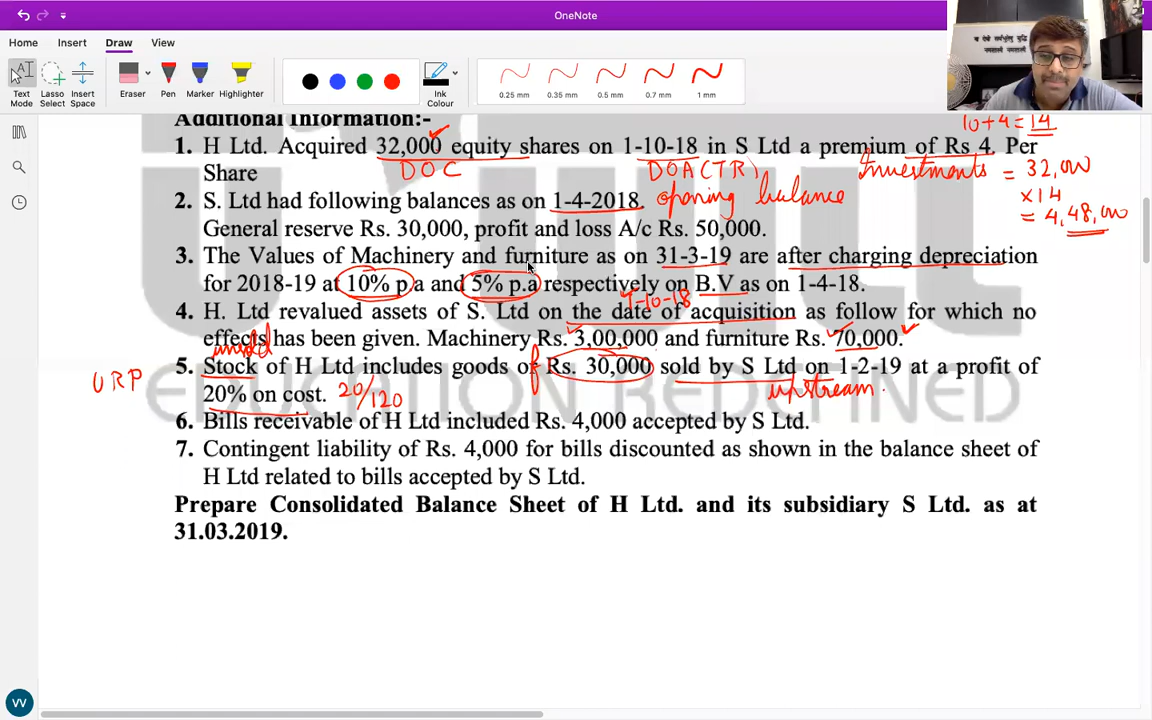 OneNote
Home Insert Draw View
Text Mode
Lasso Select
Insert Space
Eraser
Pen
Marker
Highlighter
Ink Colour
0.25 mm 0.35 mm 0.5 mm 0.7 mm 1 mm
Additional Information:-
10+4 = 14
1. H Ltd. Acquired 32,000 equity shares on 1-10-18 in S Ltd a premium of Rs 4. Per
Share
DOC DOA (TR) Investments = 32,000
×14
= 4,48,000
2. S. Ltd had following balances as on 1-4-2018. opening balance
General reserve Rs. 30,000, profit and loss A/c Rs. 50,000.
3. The Values of Machinery and furniture as on 31-3-19 are after charging depreciation
for 2018-19 at 10% p.a and 5% p.a respectively on B.V as on 1-4-18.
1-10-18
4. H. Ltd revalued assets of S. Ltd on the date of acquisition as follow for which no
effects has been given. Machinery Rs. 3,00,000 and furniture Rs. 70,000.
unsold
5. Stock of H Ltd includes goods of Rs. 30,000 sold by S Ltd on 1-2-19 at a profit of
URP
20% on cost. 20/120 upstream
EDUCATION REDEFINED
6. Bills receivable of H Ltd included Rs. 4,000 accepted by S Ltd.
7. Contingent liability of Rs. 4,000 for bills discounted as shown in the balance sheet of
H Ltd related to bills accepted by S Ltd.
Prepare Consolidated Balance Sheet of H Ltd. and its subsidiary S Ltd. as at
31.03.2019.
VV